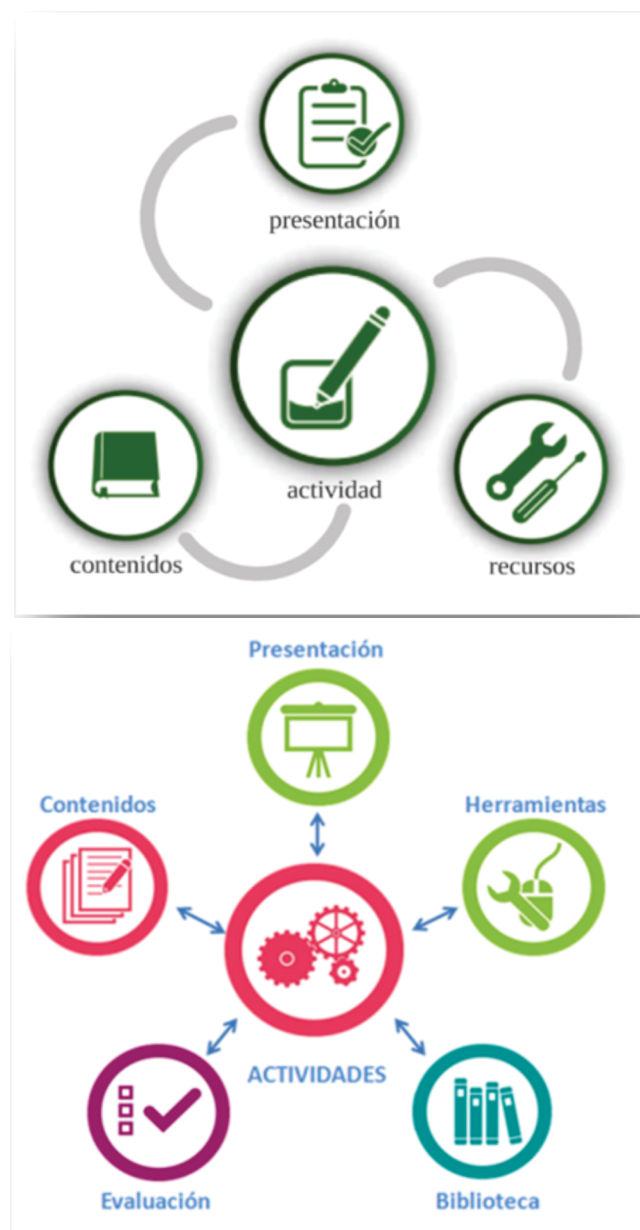 presentación
actividad
contenidos
recursos
Presentación
Contenidos
Herramientas
ACTIVIDADES
Evaluación
Biblioteca